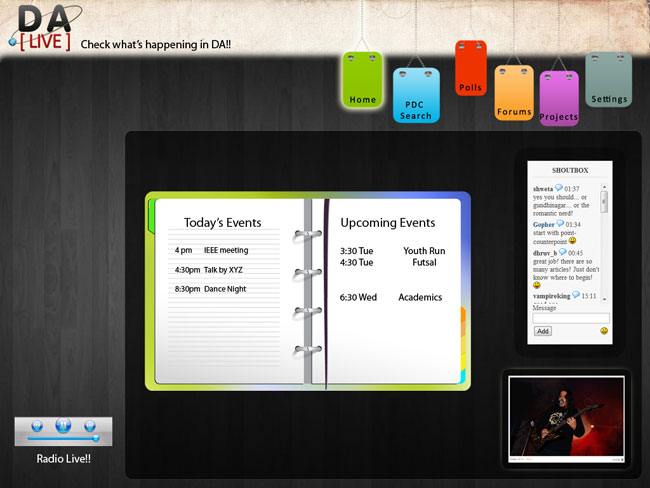 DA
[ LIVE ]
Check what's happening in DA!!
Home
PDC
Search
Polls
Forums
Projects
Settings
Today's Events
4 pm IEEE meeting
4:30pm Talk by XYZ
8:30pm Dance Night
Upcoming Events
3:30 Tue Youth Run
4:30 Tue Futsal
6:30 Wed Academics
SHOUTBOX
shweta 01:37
yes you should... or
gundhinagar... or the
romantic nerd!
Gopher 01:34
start with point-
counterpoint
dhruv_b 00:45
great job! there are so
many articles! Just don't
know where to begin!
vampireking 15:11
Message
Add
Radio Live!!